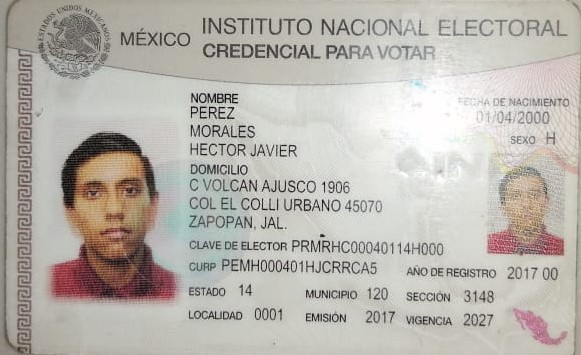 ESTADOS UNIDOS MEXICANOS
MÉXICO INSTITUTO NACIONAL ELECTORAL
CREDENCIAL PARA VOTAR
NOMBRE
PEREZ
MORALES
HECTOR JAVIER
FECHA DE NACIMIENTO
01/04/2000
SEXO H
DOMICILIO
C VOLCAN AJUSCO 1906
COL EL COLLI URBANO 45070
ZAPOPAN, JAL.
CLAVE DE ELECTOR PRMRHC00040114H000
CURP PEMH000401HJCRRCA5 AÑO DE REGISTRO 2017 00
ESTADO 14 MUNICIPIO 120 SECCIÓN 3148
LOCALIDAD 0001 EMISIÓN 2017 VIGENCIA 2027